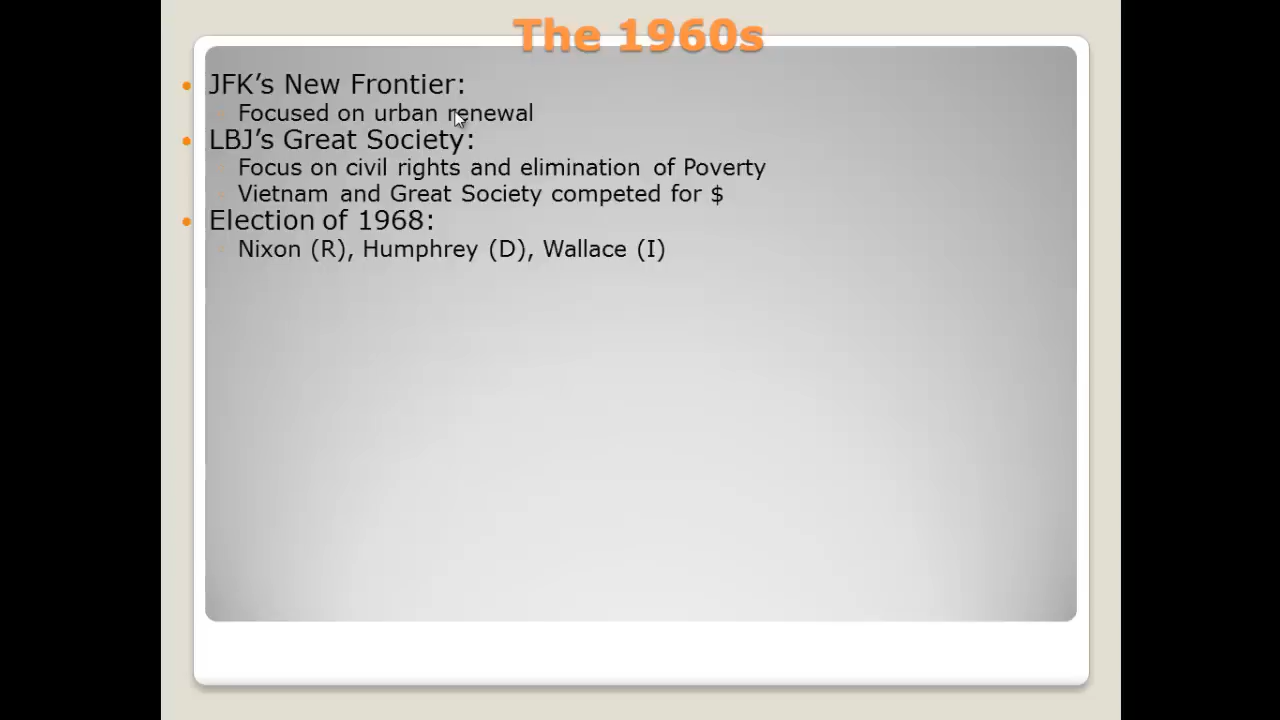 The 1960s
JFK’s New Frontier:
Focused on urban renewal
LBJ’s Great Society:
Focus on civil rights and elimination of Poverty
Vietnam and Great Society competed for $
Election of 1968:
Nixon (R), Humphrey (D), Wallace (I)